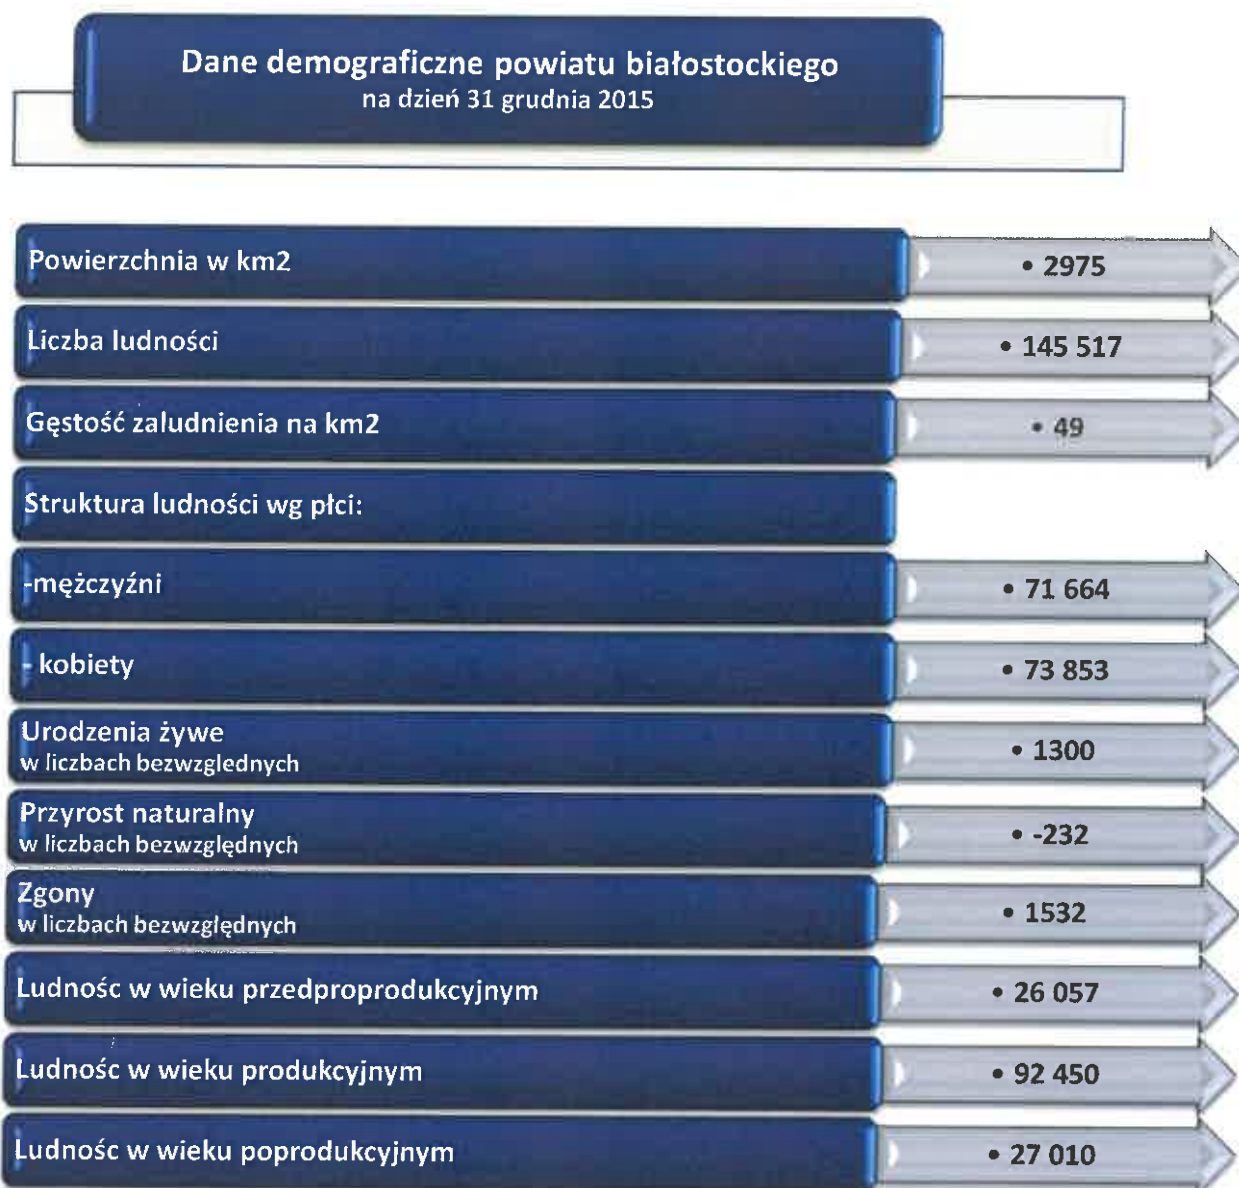 Dane demograficzne powiatu białostockiego
na dzień 31 grudnia 2015
Powierzchnia w km2
• 2975
Liczba ludności
• 145 517
Gęstość zaludnienia na km2
• 49
Struktura ludności wg płci:
-mężczyźni
• 71 664
- kobiety
• 73 853
Urodzenia żywe
w liczbach bezwzglednych
• 1300
Przyrost naturalny
w liczbach bezwzględnych
• -232
Zgony
w liczbach bezwzględnych
• 1532
Ludnośc w wieku przedproprodukcyjnym
• 26 057
Ludnośc w wieku produkcyjnym
• 92 450
Ludnośc w wieku poprodukcyjnym
• 27 010